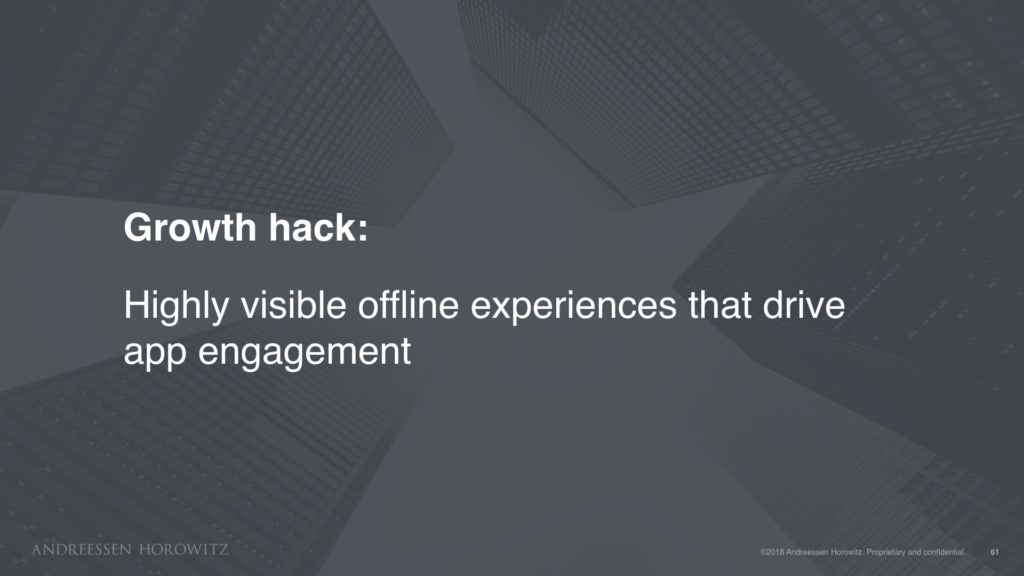 Growth hack:
Highly visible offline experiences that drive
app engagement
ANDREESSEN HOROWITZ
©2018 Andreessen Horowitz. Proprietary and confidential.
61